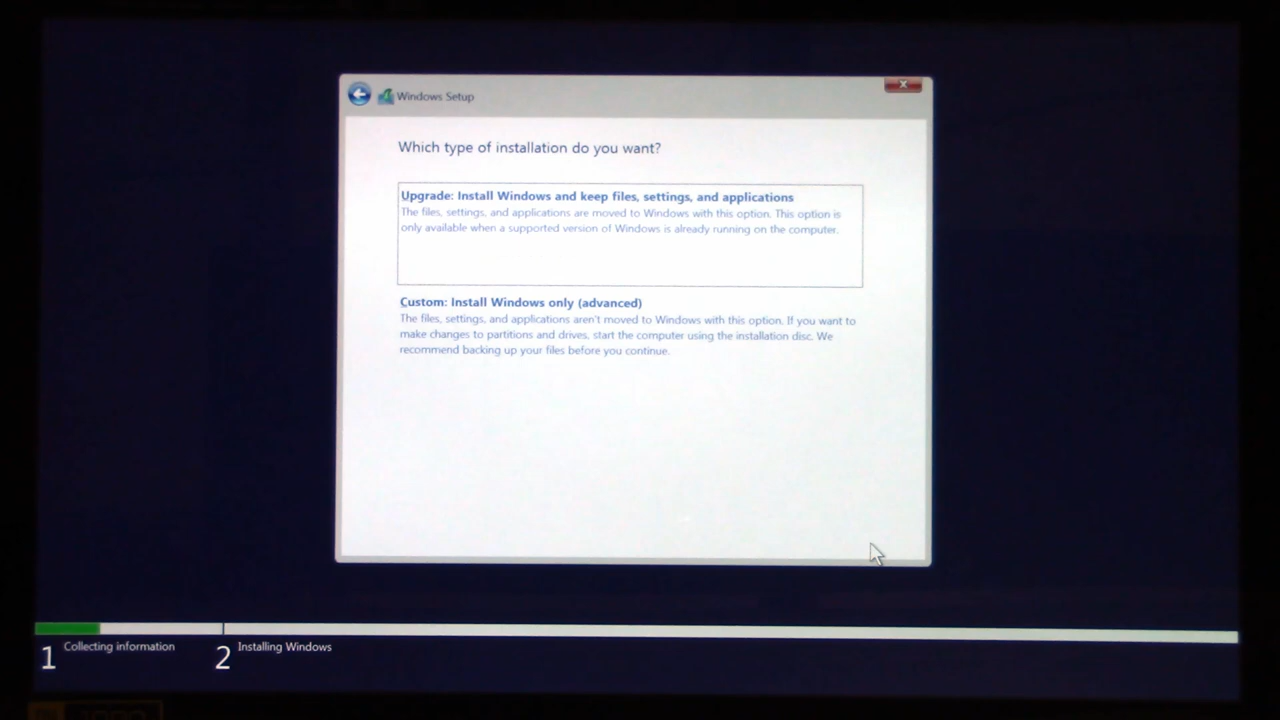 Windows Setup
Which type of installation do you want?
Upgrade: Install Windows and keep files, settings, and applications
The files, settings, and applications are moved to Windows with this option. This option is
only available when a supported version of Windows is already running on the computer.
Custom: Install Windows only (advanced)
The files, settings, and applications aren't moved to Windows with this option. If you want to
make changes to partitions and drives, start the computer using the installation disc. We
recommend backing up your files before you continue.
1 Collecting information
2 Installing Windows